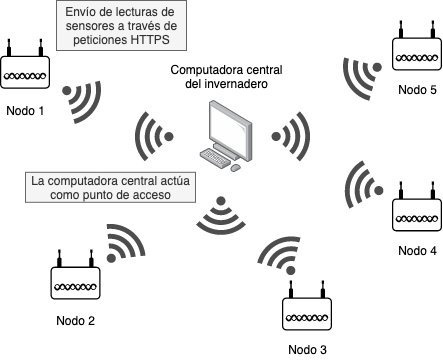 Envío de lecturas de
sensores a través de
peticiones HTTPS
Nodo 1
Computadora central
del invernadero
Nodo 5
La computadora central actúa
como punto de acceso
Nodo 4
Nodo 2
Nodo 3